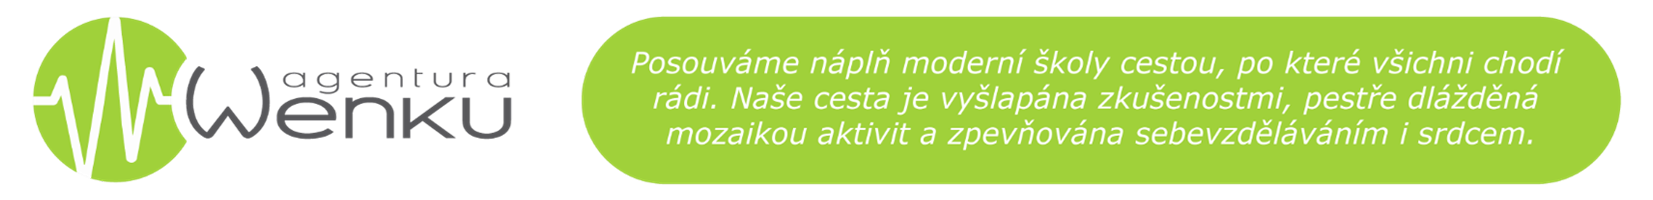 agentura
Wenku
Posouváme náplň moderní školy cestou, po které všichni chodí
rádi. Naše cesta je vyšlapána zkušenostmi, pestře dlážděná
mozaikou aktivit a zpevňována sebevzděláváním i srdcem.